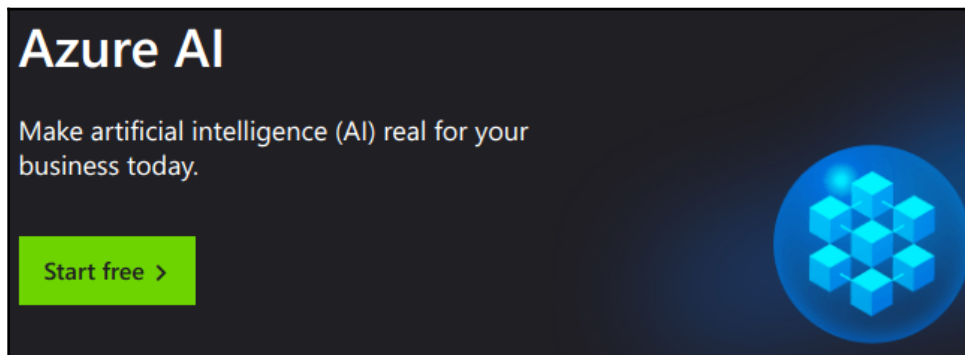 Azure AI
Make artificial intelligence (AI) real for your
business today.
Start free >